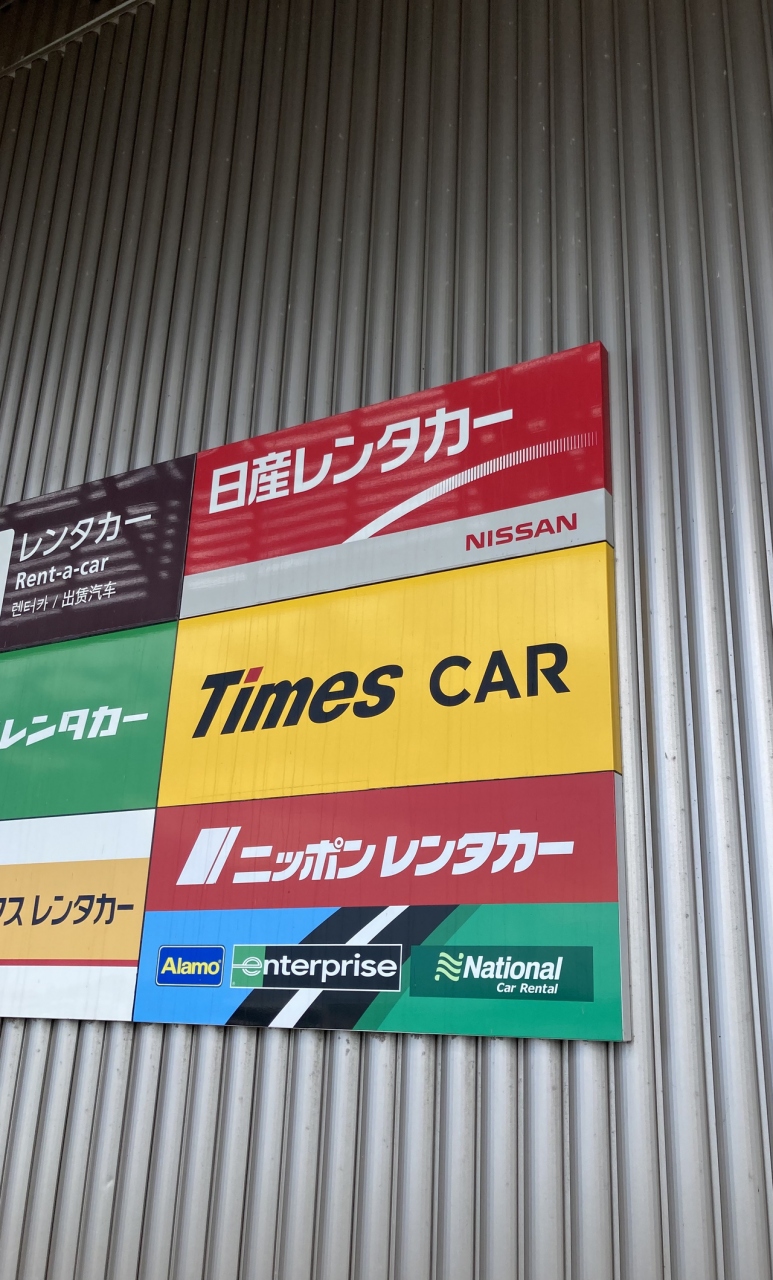 レンタカー
Rent-a-car
렌터카 / 出赁汽车
日産レンタカー
NISSAN
レンタカー
Times CAR
スレンタカー
ニッポンレンタカー
Alamo
enterprise
National
Car Rental